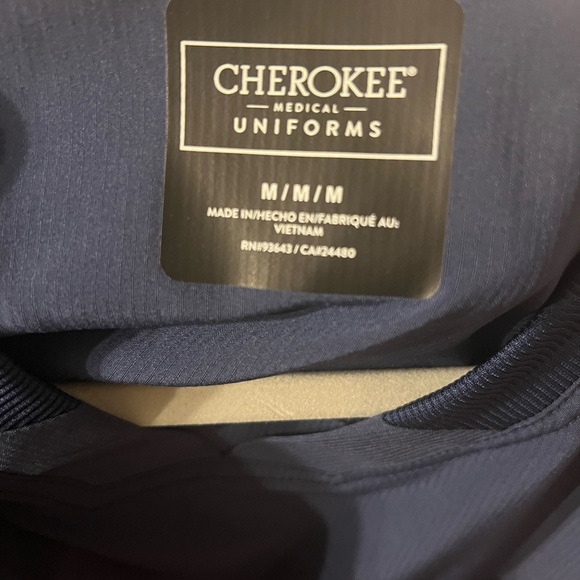 CHEROKEE®
MEDICAL
UNIFORMS
M/M/M
MADE IN/HECHO EN/FABRIQUÉ AU:
VIETNAM
RN#93643 / CA#24480